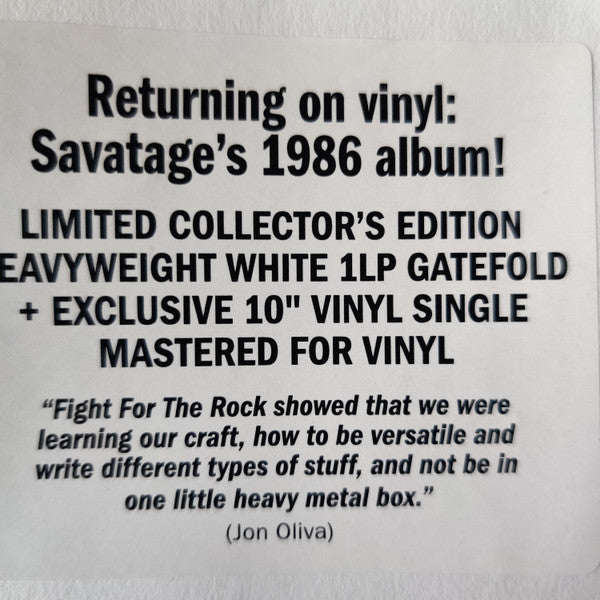 Returning on vinyl:
Savatage's 1986 album!
LIMITED COLLECTOR'S EDITION
EAVYWEIGHT WHITE 1LP GATEFOLD
+ EXCLUSIVE 10" VINYL SINGLE
MASTERED FOR VINYL
“Fight For The Rock showed that we were
learning our craft, how to be versatile and
write different types of stuff, and not be in
one little heavy metal box.”
(Jon Oliva)